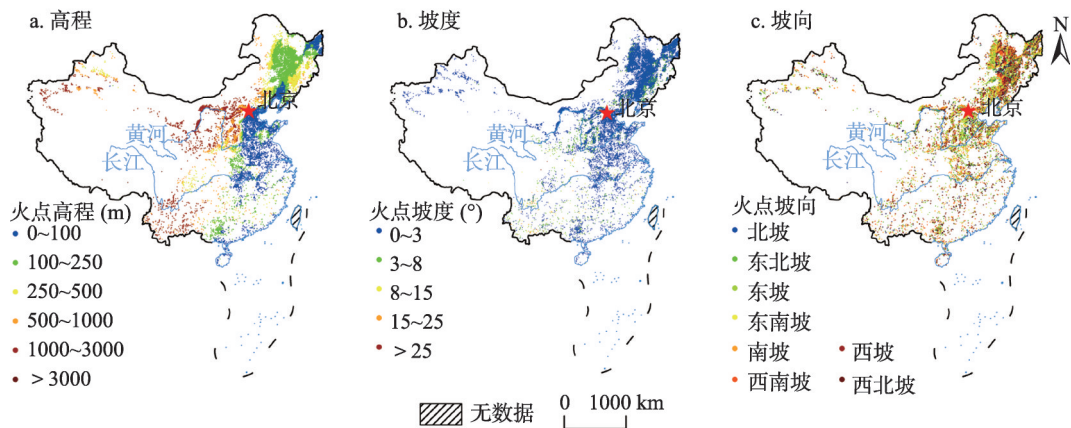 a. 高程
北京
黄河
长江
火点高程 (m)
0~100
100~250
250~500
500~1000
1000~3000
＞3000
b. 坡度
北京
黄河
长江
火点坡度 (°)
0~3
3~8
8~15
15~25
＞25
c. 坡向
N
北京
黄河
长江
火点坡向
北坡
东北坡
东坡
东南坡
南坡 西坡
西南坡 西北坡
无数据
0 1000 km